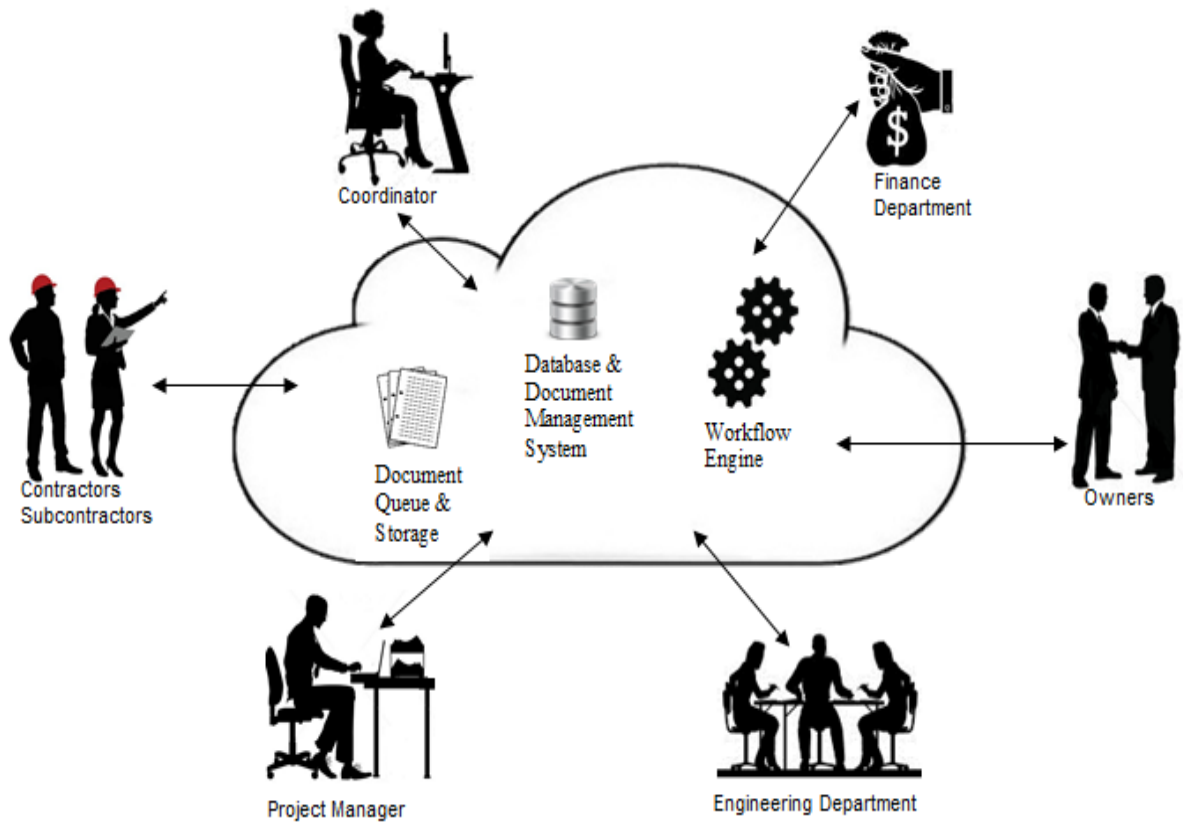 Coordinator
$
Finance
Department
Database &
Document
Management
System
Workflow
Engine
Document
Queue &
Storage
Contractors
Subcontractors
Owners
Project Manager
Engineering Department